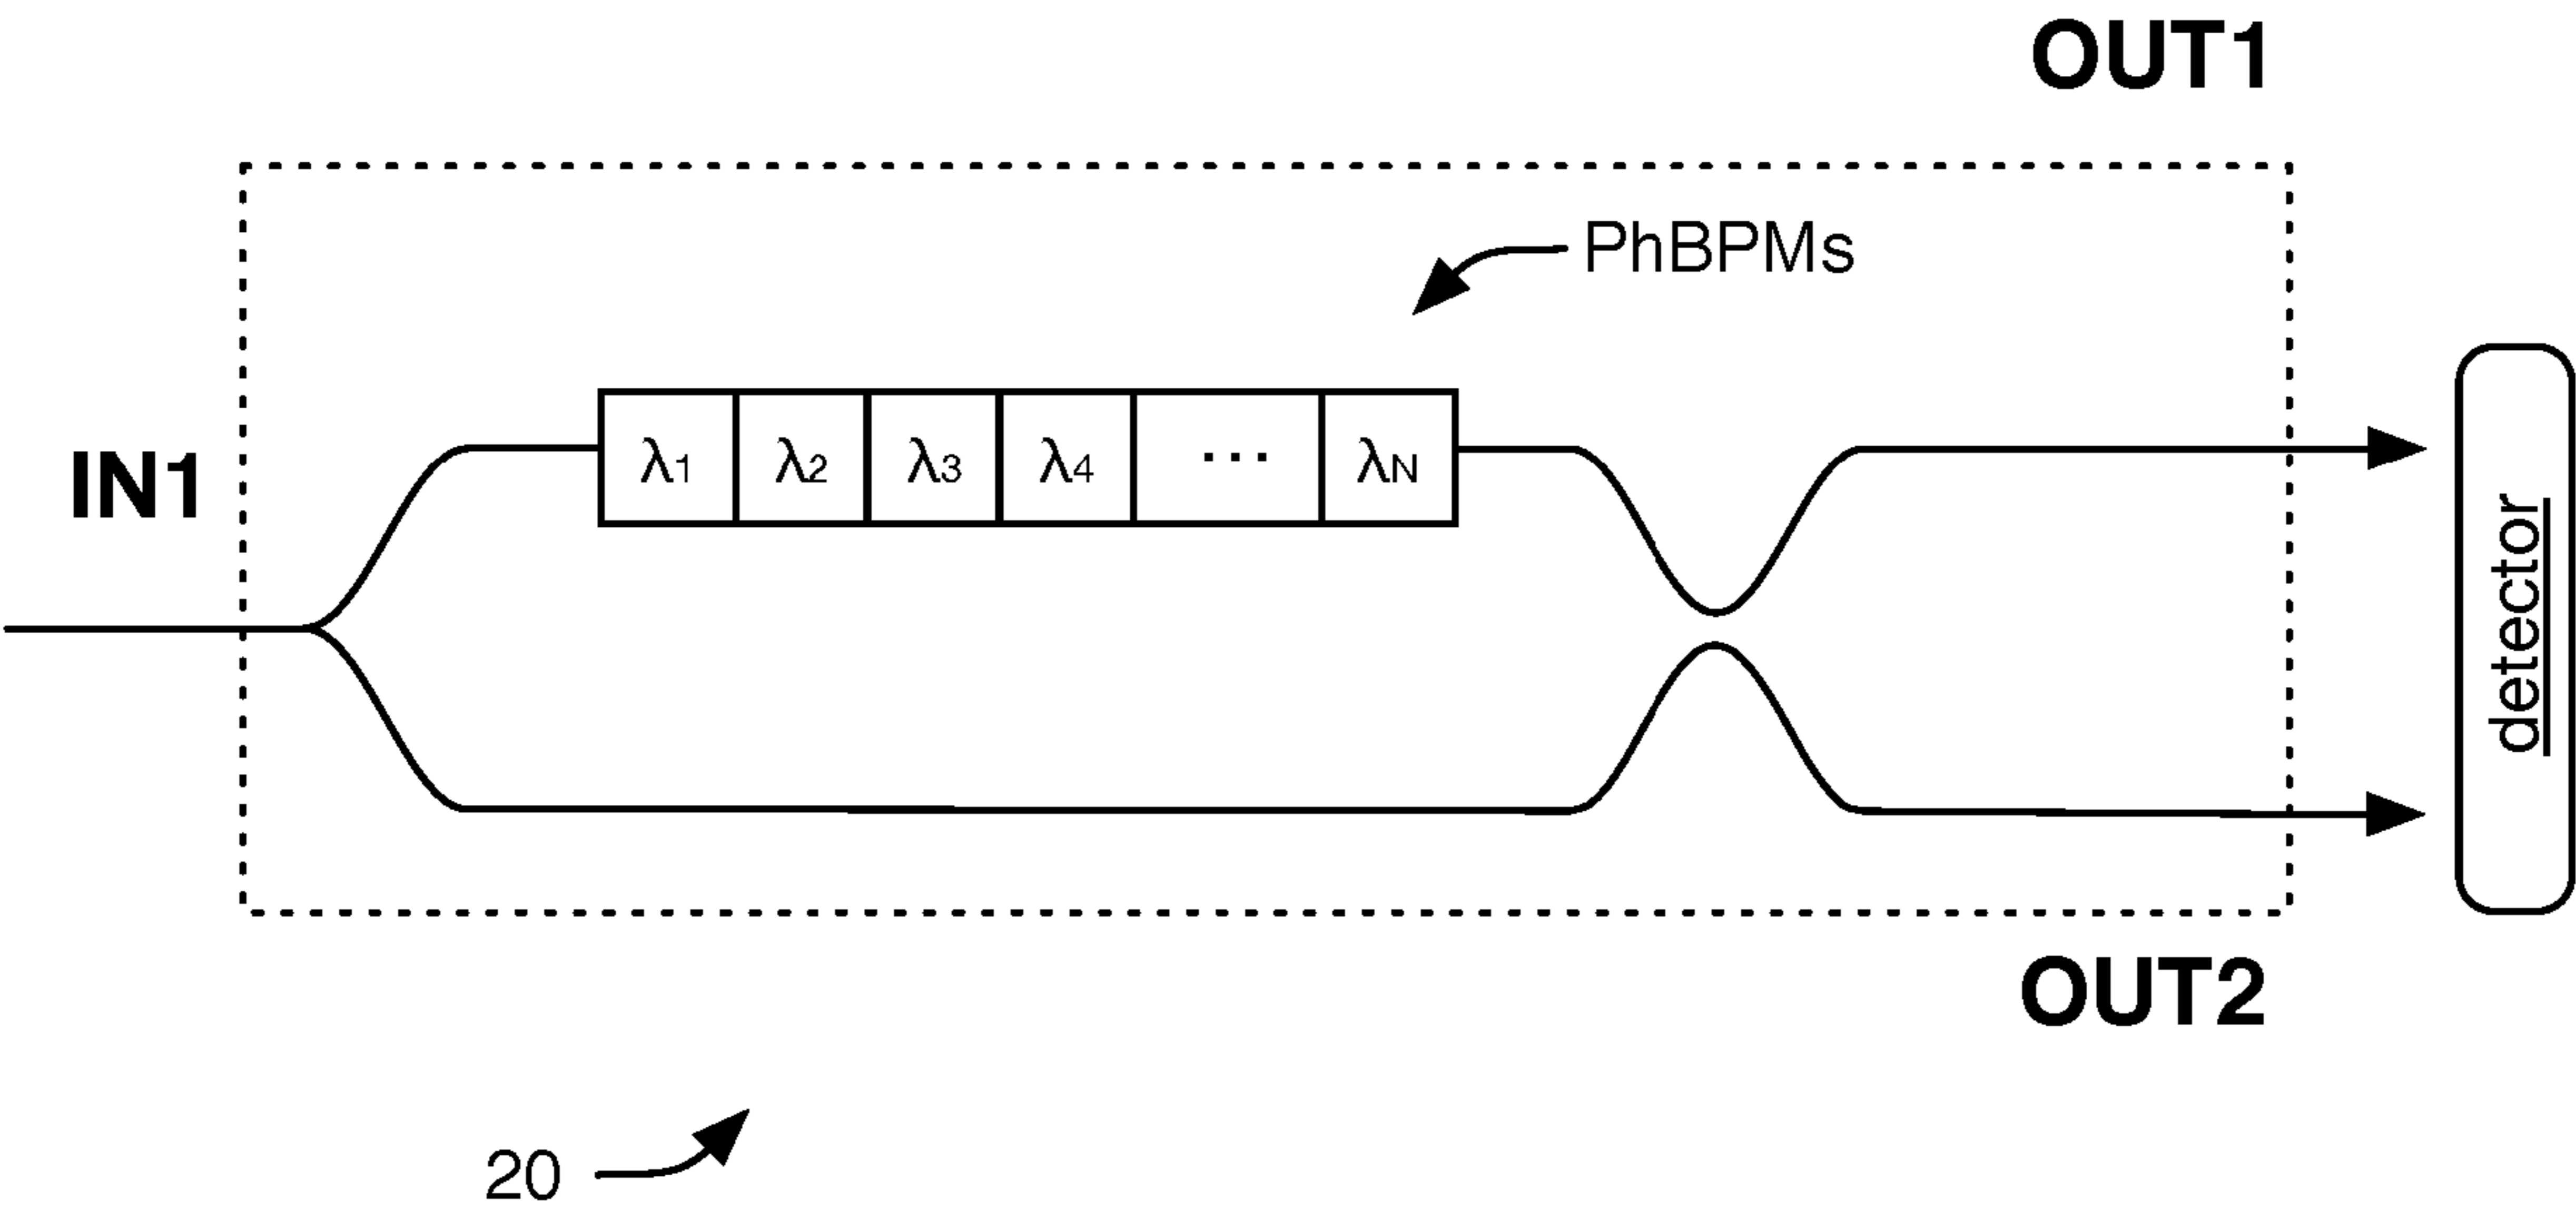 OUT1
PhBPMs
IN1
λ1 λ2 λ3 λ4 ... λN
detector
OUT2
20